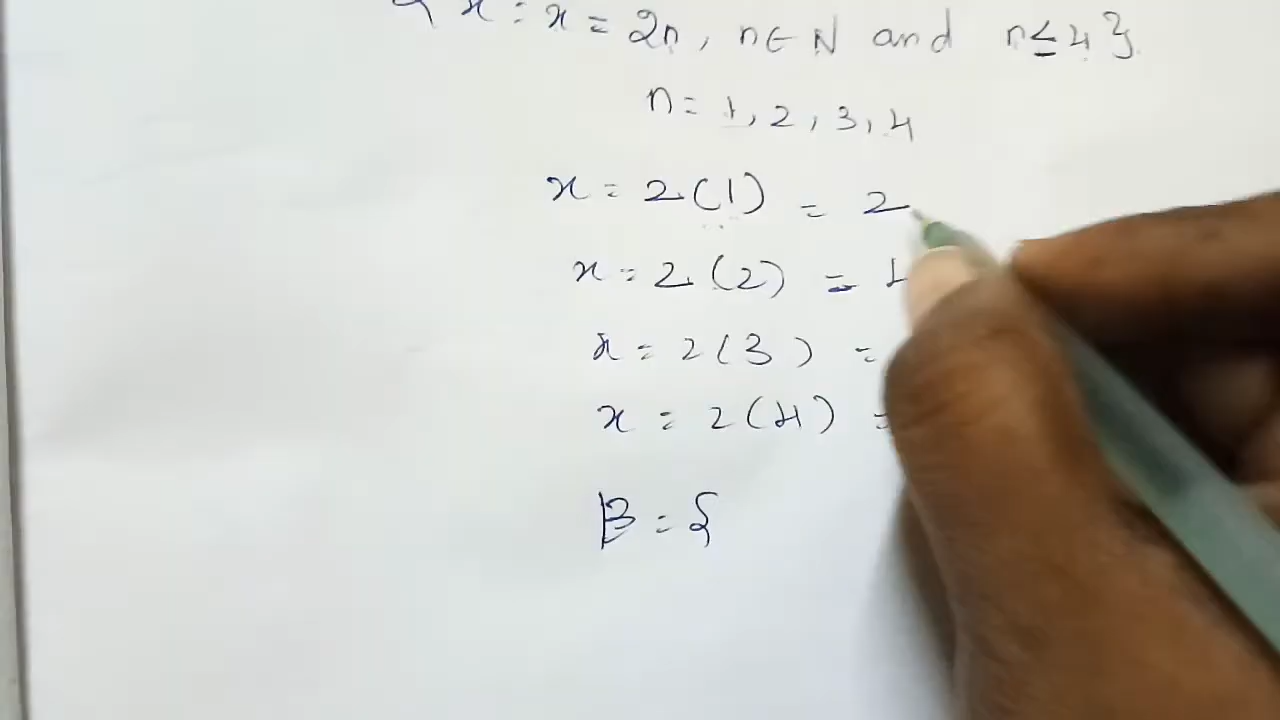 { x : x = 2n, n ∈ N and n ≤ 4 }
n = 1, 2, 3, 4
x = 2(1) = 2
x = 2(2) =
x = 2(3) =
x = 2(4) =
B = {